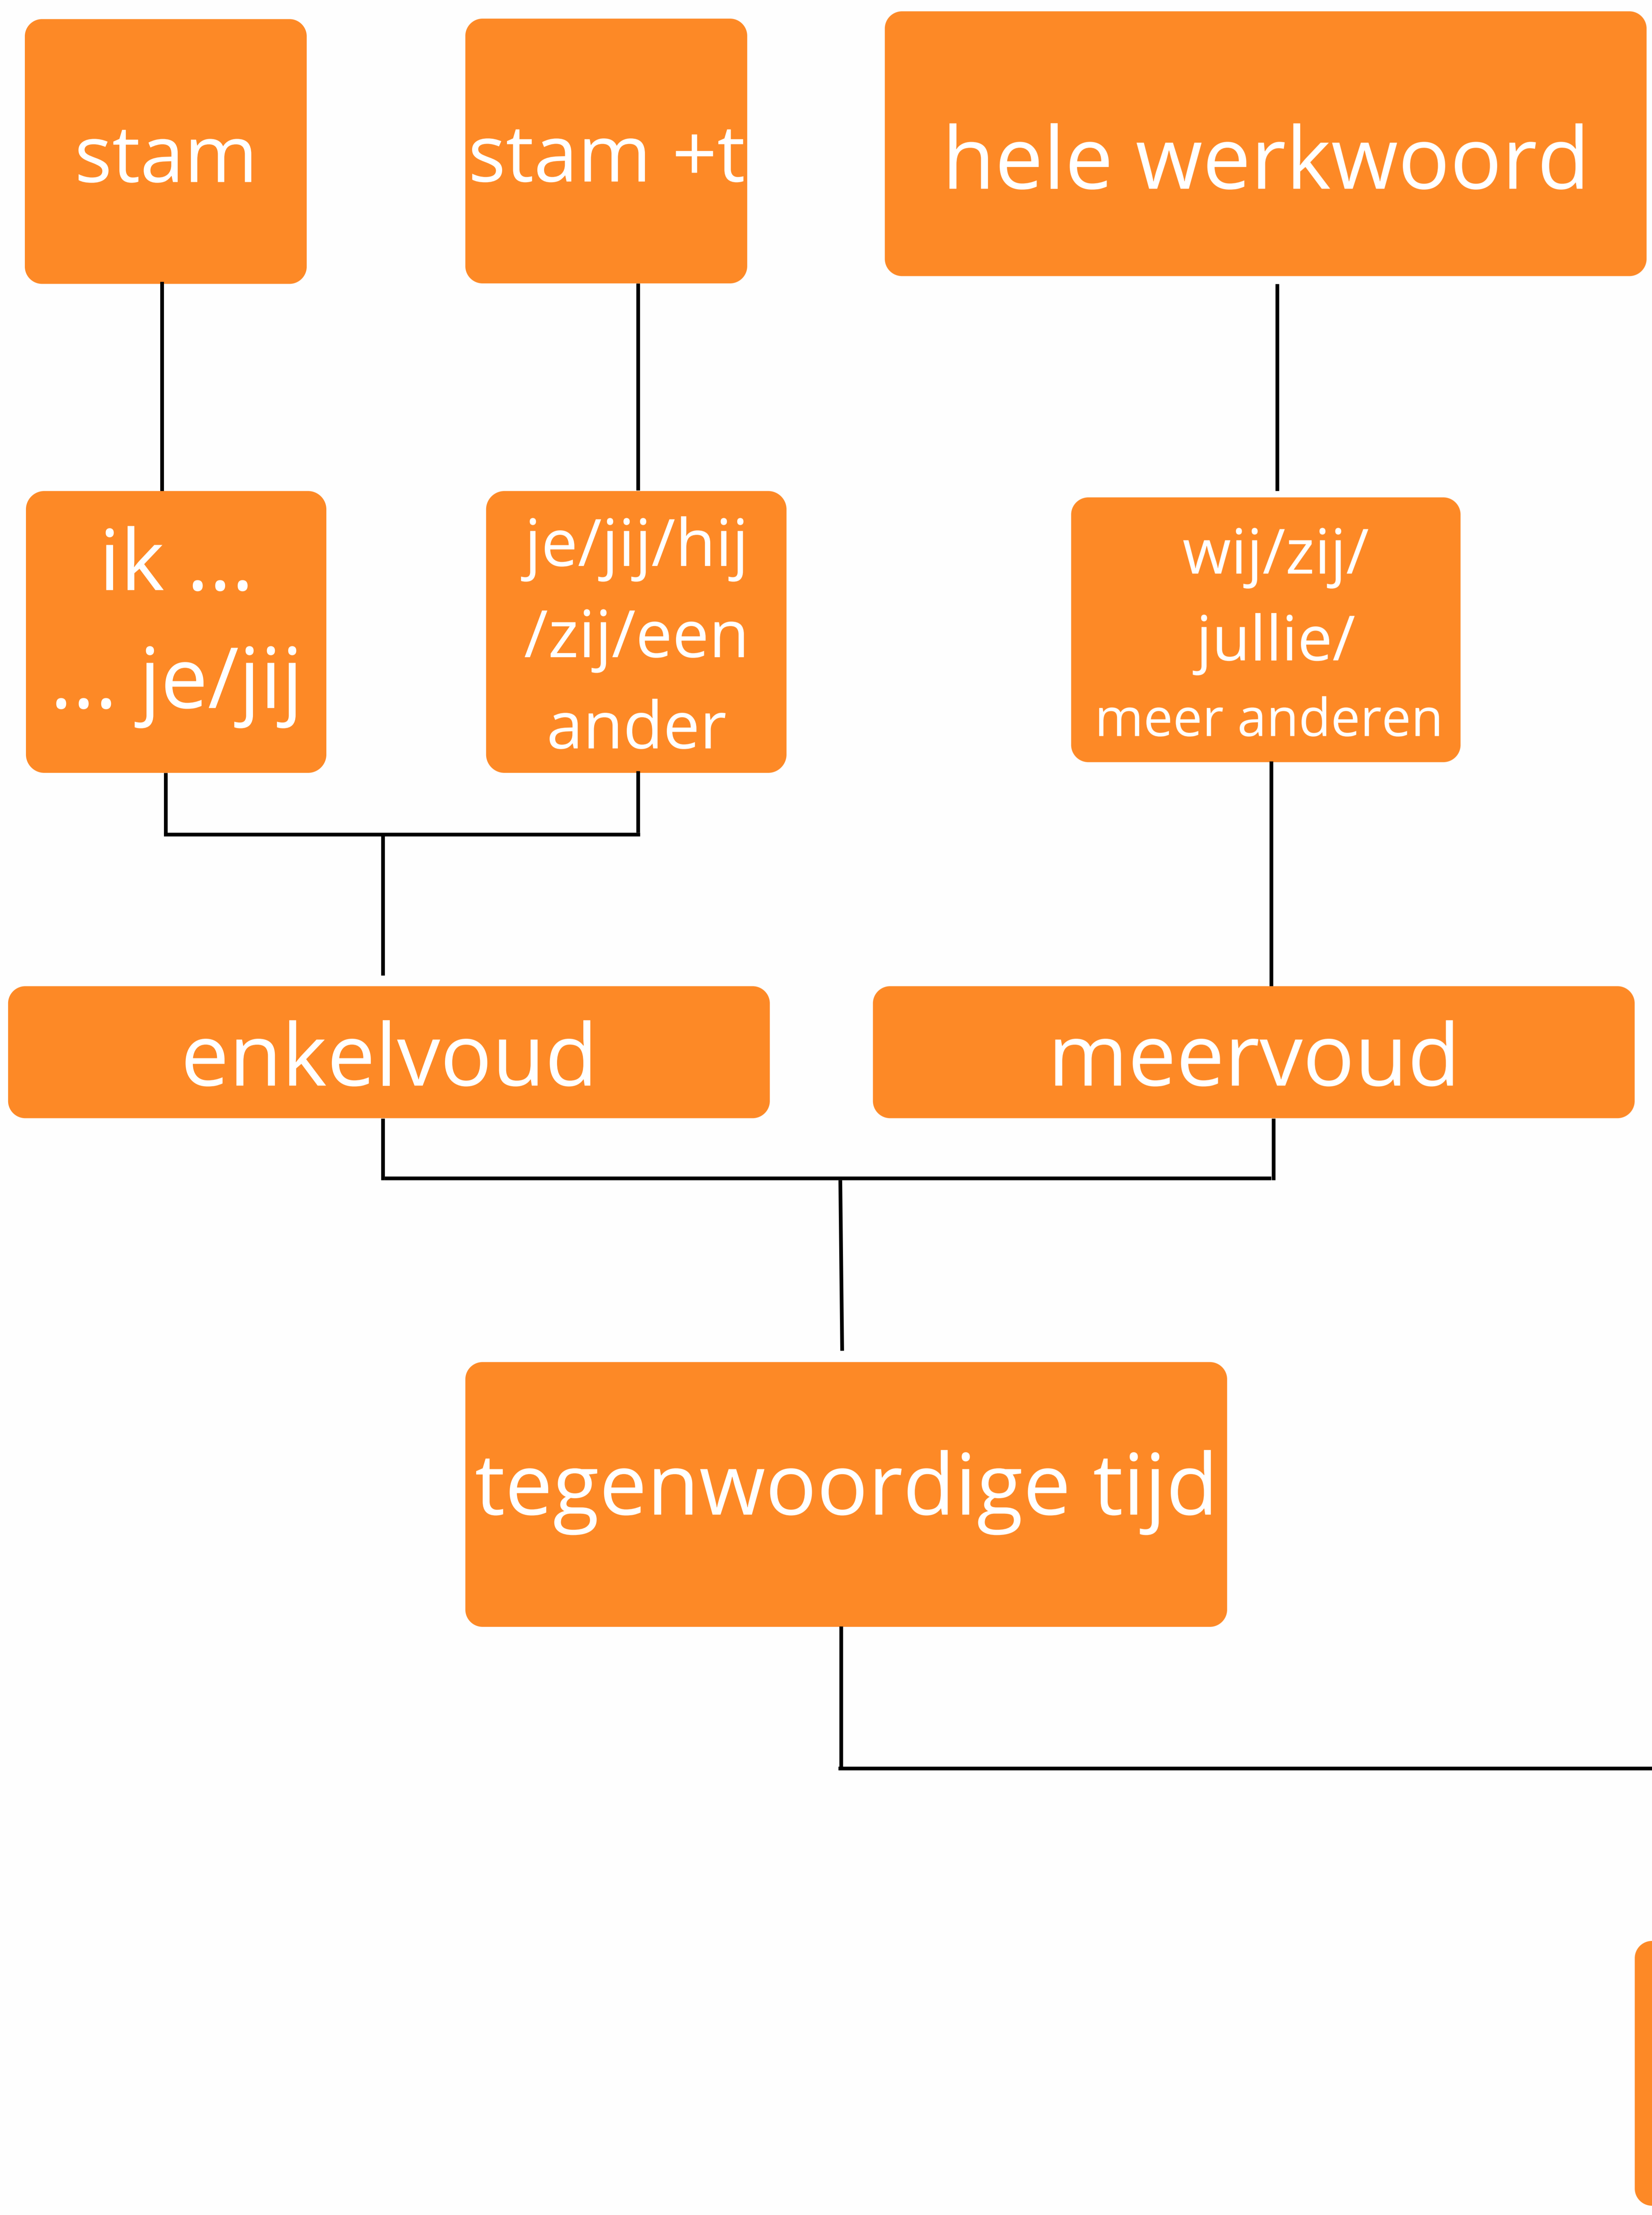 stam
stam +t
hele werkwoord
ik ...
... je/jij
je/jij/hij
/zij/een
ander
wij/zij/
jullie/
meer anderen
enkelvoud
meervoud
tegenwoordige tijd